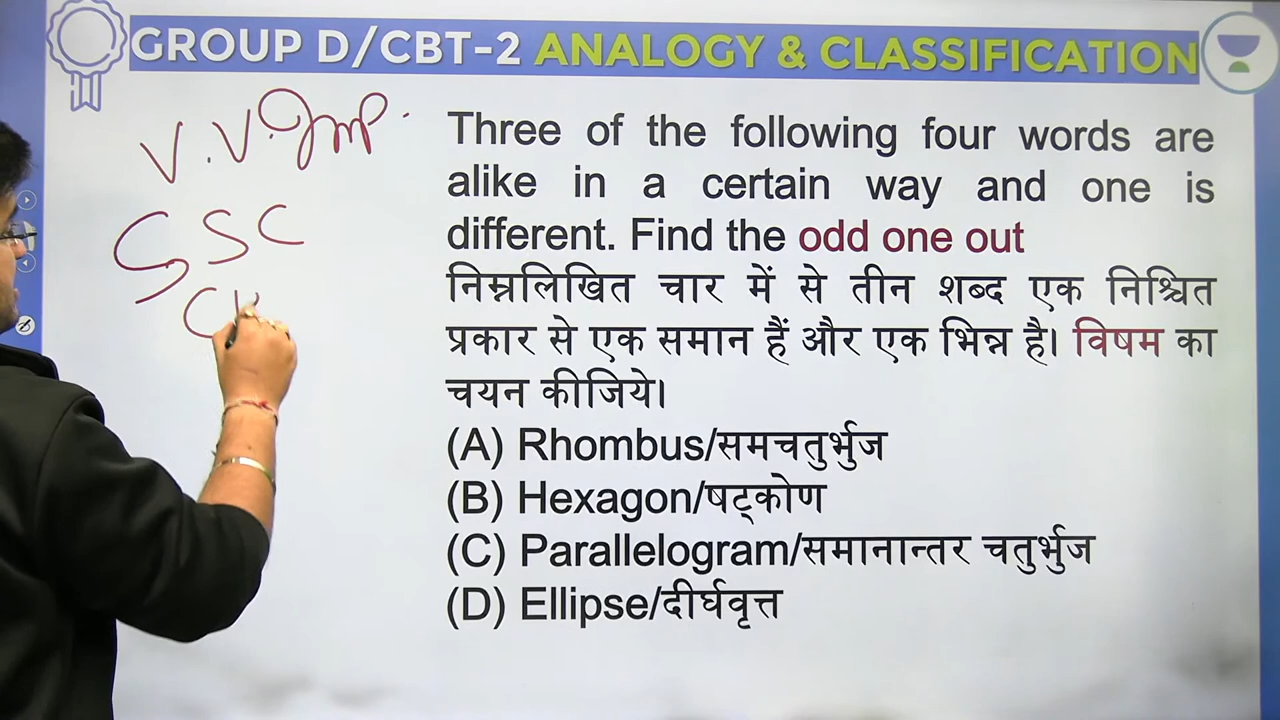 GROUP D/CBT-2 ANALOGY & CLASSIFICATION
V.V.Imp.
SSC
Three of the following four words are
alike in a certain way and one is
different. Find the odd one out
निम्नलिखित चार में से तीन शब्द एक निश्चित
प्रकार से एक समान हैं और एक भिन्न है। विषम का
चयन कीजिये।
(A) Rhombus/समचतुर्भुज
(B) Hexagon/षट्कोण
(C) Parallelogram/समानान्तर चतुर्भुज
(D) Ellipse/दीर्घवृत्त